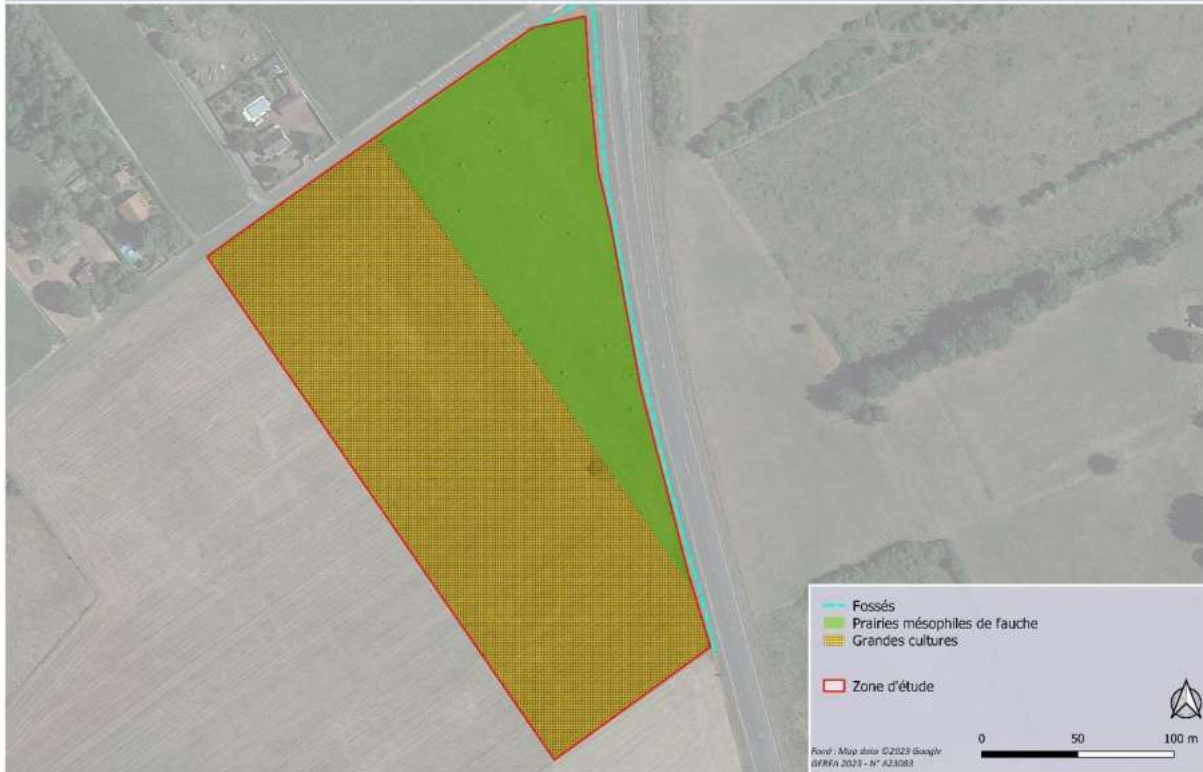 Fossés
Prairies mésophiles de fauche
Grandes cultures
Zone d'étude
0 50 100 m
Fond : Map data ©2023 Google
GEREA 2023 - N° A23083